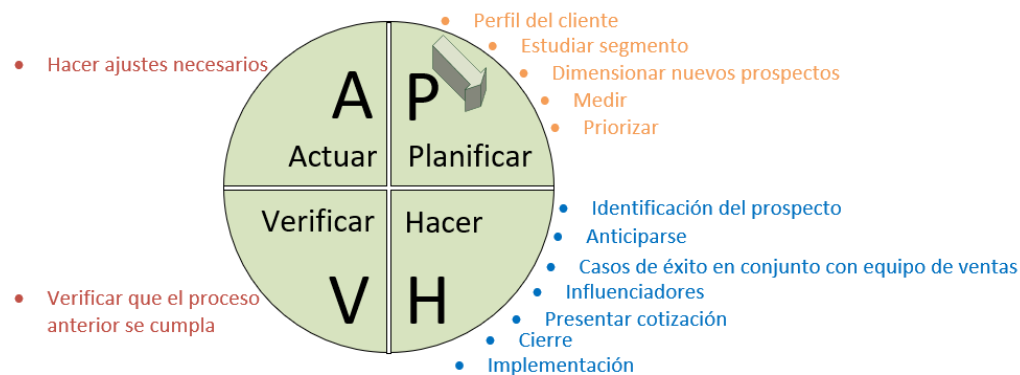 • Perfil del cliente
• Estudiar segmento
• Dimensionar nuevos prospectos
• Medir
• Priorizar
• Hacer ajustes necesarios
A
P
Actuar
Planificar
Verificar
Hacer
V
H
• Identificación del prospecto
• Anticiparse
• Casos de éxito en conjunto con equipo de ventas
• Influenciadores
• Presentar cotización
• Cierre
• Implementación
• Verificar que el proceso
anterior se cumpla